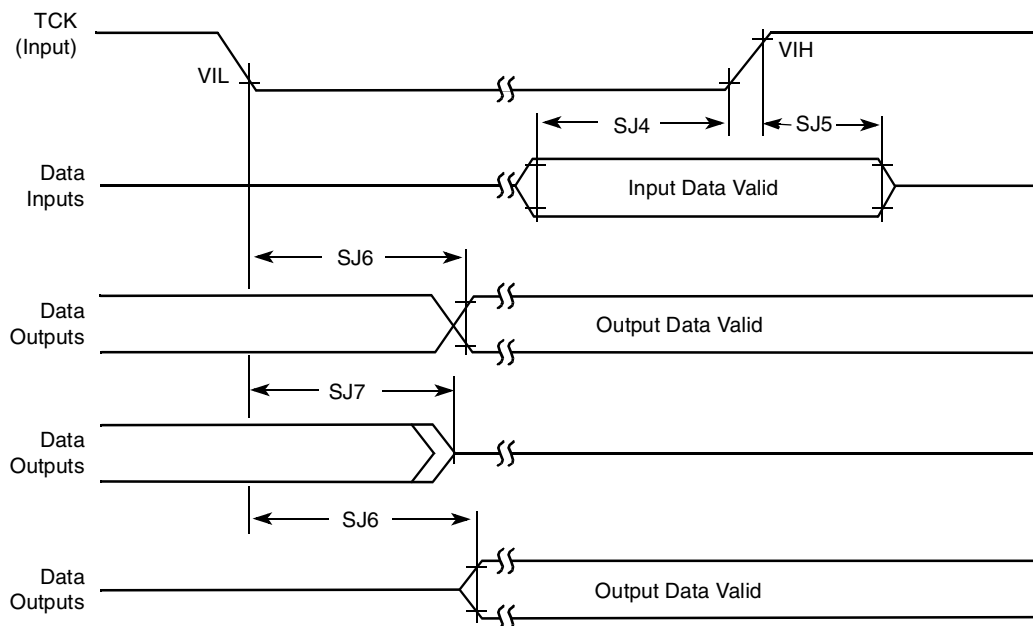 TCK
(Input)
VIL
VIH
SJ4
SJ5
Data
Inputs
Input Data Valid
SJ6
Data
Outputs
Output Data Valid
SJ7
Data
Outputs
SJ6
Data
Outputs
Output Data Valid